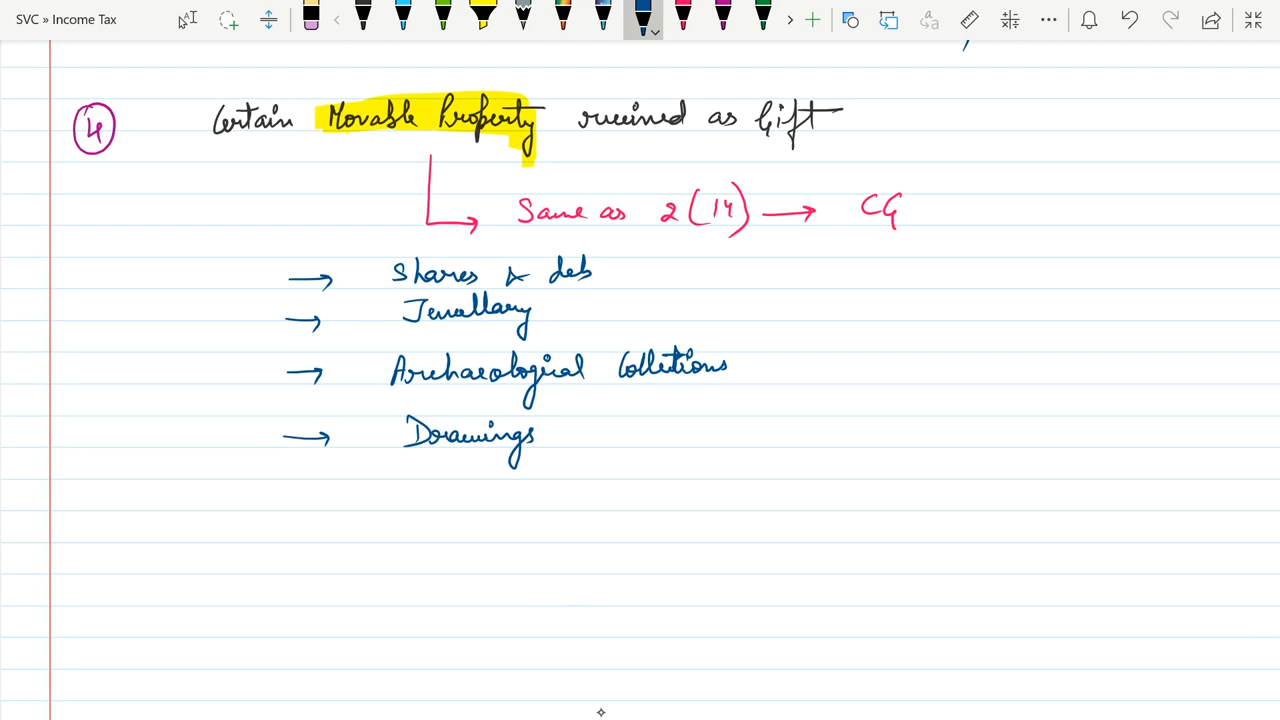 SVC » Income Tax
4 Certain Movable Property received as Gift
Same as 2(14) → CG
→ Shares & deb
→ Jewellary
→ Archaeological Collections
→ Drawings